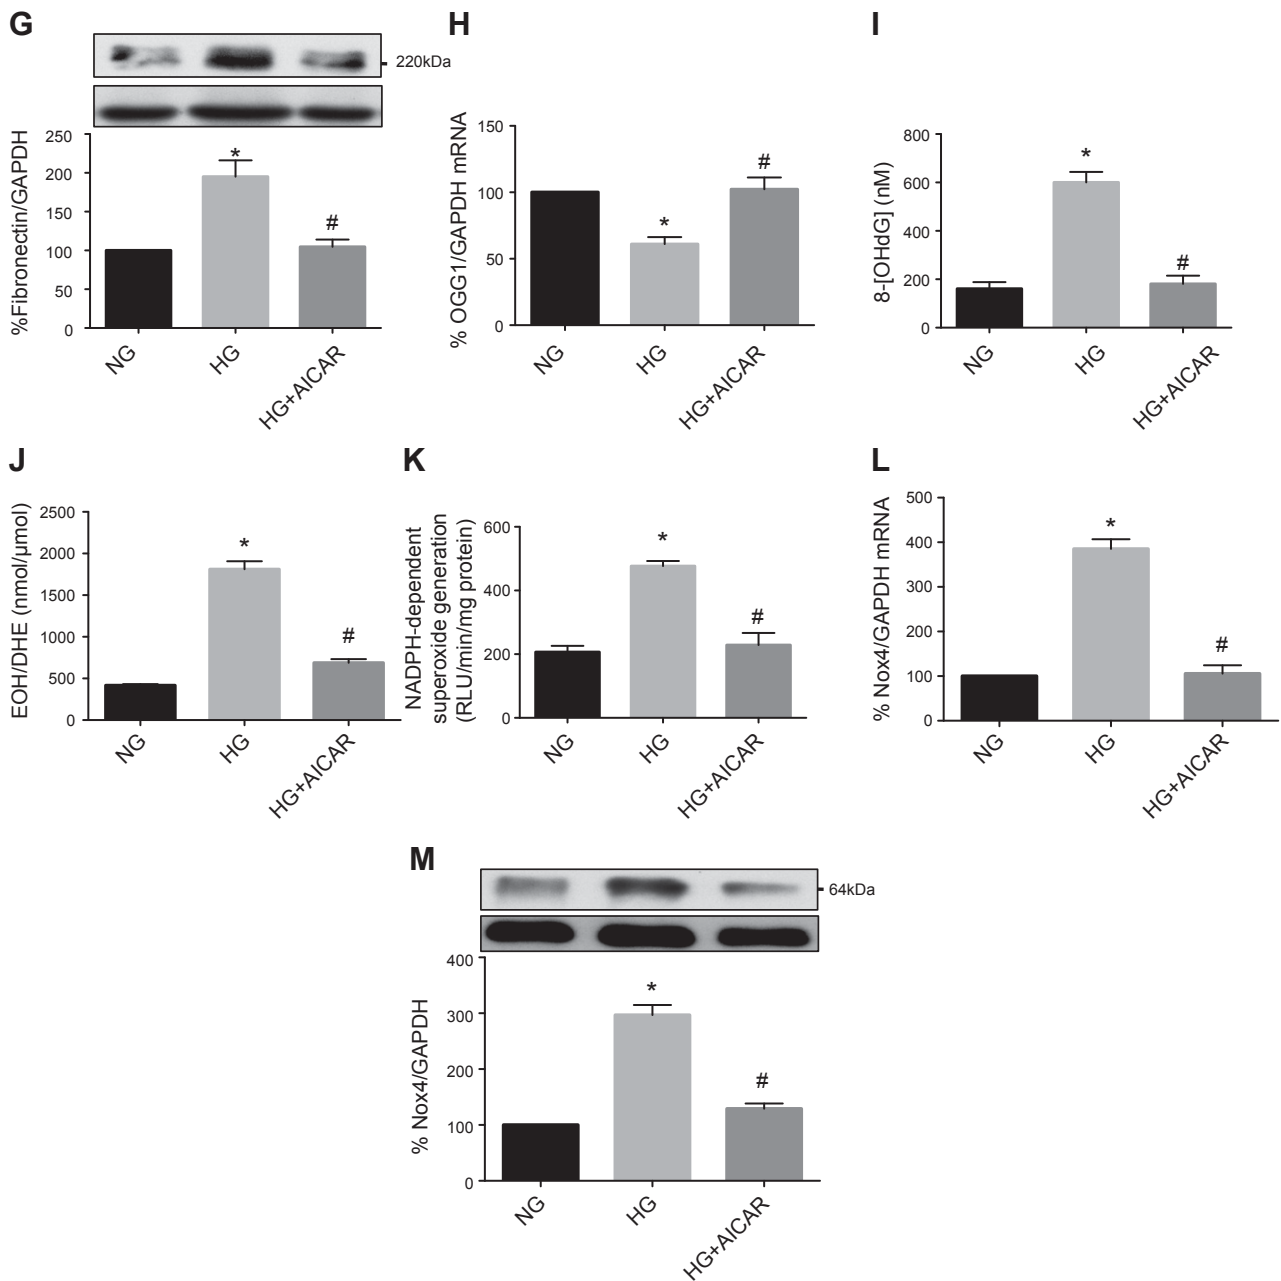 G
220kDa
%Fibronectin/GAPDH
250
200
150
100
50
0
*
#
NG
HG
HG+AICAR
H
% OGG1/GAPDH mRNA
150
100
50
0
*
#
NG
HG
HG+AICAR
I
8-[OHdG] (nM)
800
600
400
200
0
*
#
NG
HG
HG+AICAR
J
EOH/DHE (nmol/μmol)
2500
2000
1500
1000
500
0
*
#
NG
HG
HG+AICAR
K
NADPH-dependent
superoxide generation
(RLU/min/mg protein)
600
400
200
0
*
#
NG
HG
HG+AICAR
L
% Nox4/GAPDH mRNA
500
400
300
200
100
0
*
#
NG
HG
HG+AICAR
M
64kDa
% Nox4/GAPDH
400
300
200
100
0
*
#
NG
HG
HG+AICAR